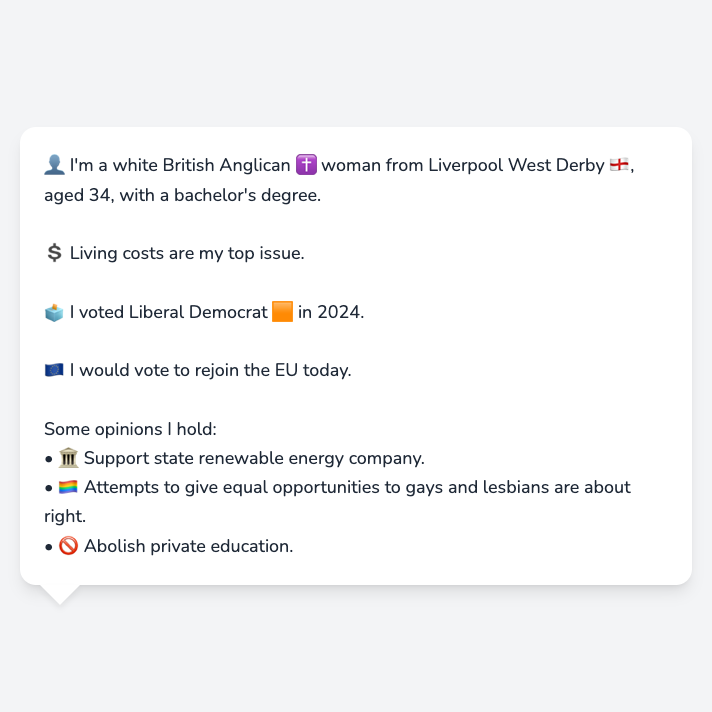 👤 I'm a white British Anglican ✝️ woman from Liverpool West Derby 🏴󠁧󠁢󠁥󠁮󠁧󠁿,
aged 34, with a bachelor's degree.
💲 Living costs are my top issue.
🗳️ I voted Liberal Democrat 🟧 in 2024.
🇪🇺 I would vote to rejoin the EU today.
Some opinions I hold:
• 🏛️ Support state renewable energy company.
• 🏳️‍🌈 Attempts to give equal opportunities to gays and lesbians are about
right.
• 🚫 Abolish private education.